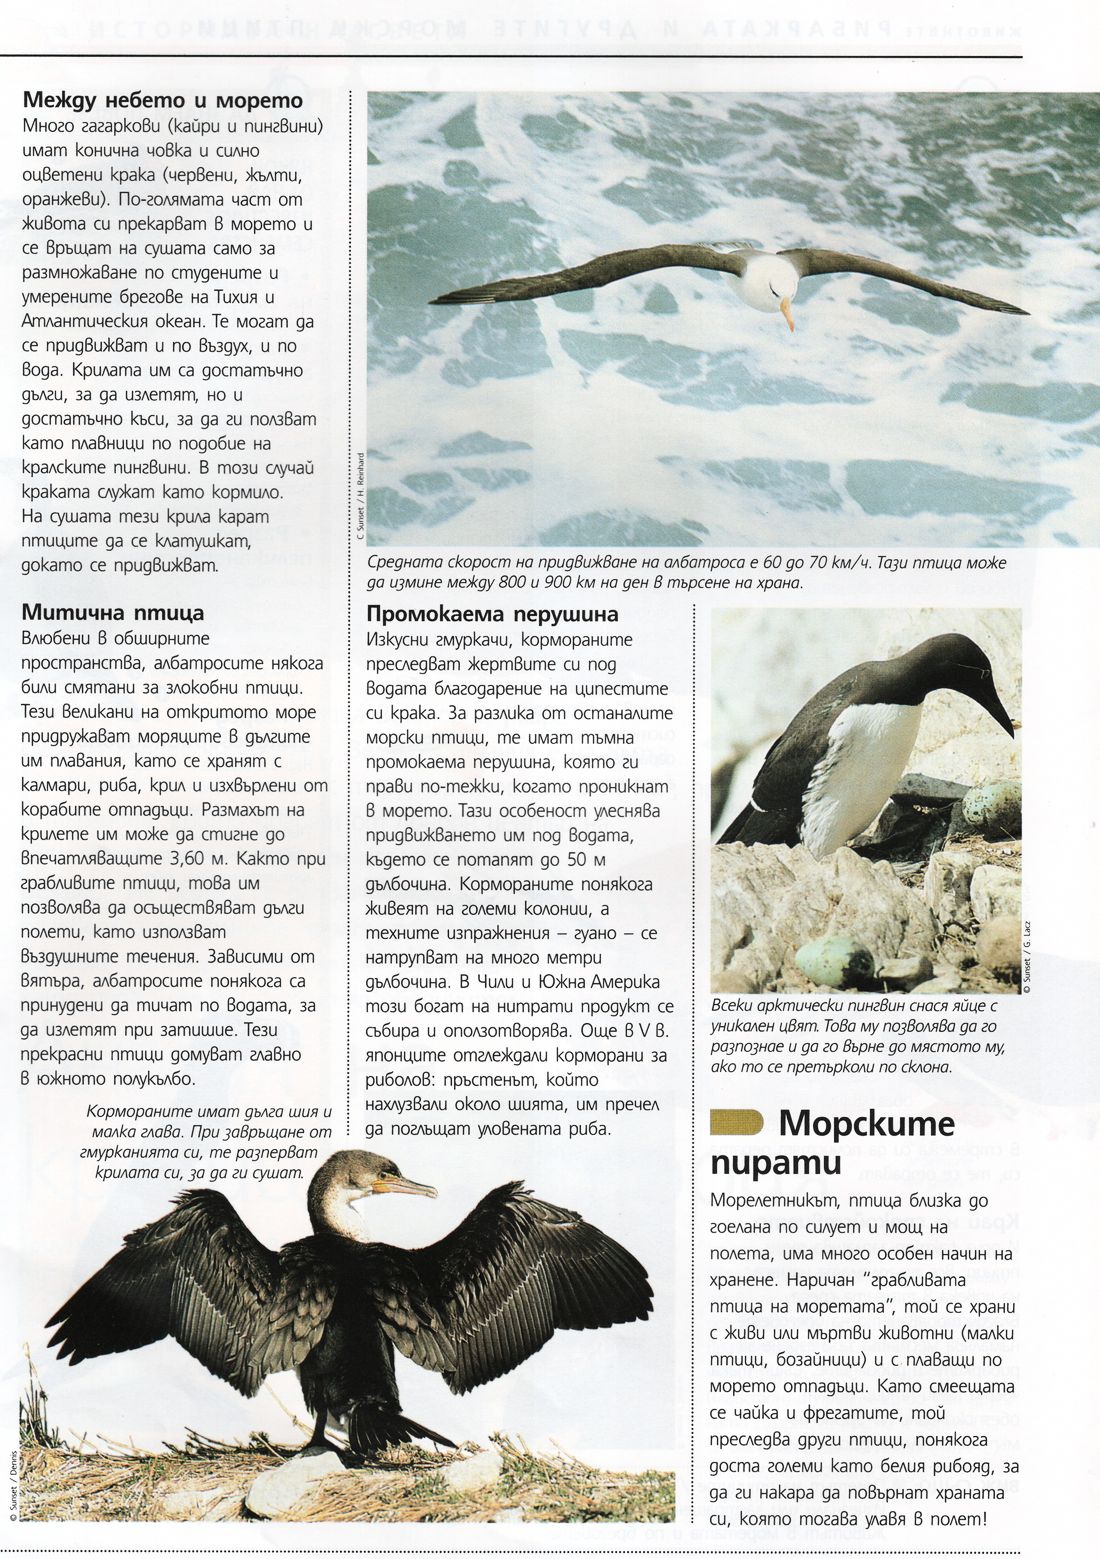 Между небето и морето
Много гагаркови (кайри и пингвини)
имат конична човка и силно
оцветени крака (червени, жълти,
оранжеви). По-голямата част от
живота си прекарват в морето и
се връщат на сушата само за
размножаване по студените и
умерените брегове на Тихия и
Атлантическия океан. Те могат да
се придвижват и по въздух, и по
вода. Крилата им са достатъчно
дълги, за да излетят, но и
достатъчно къси, за да ги ползват
като плавници по подобие на
кралските пингвини. В този случай
краката служат като кормило.
На сушата тези крила карат
птиците да се клатушкат,
докато се придвижват.
C Sunset / H. Reinhard
Средната скорост на придвижване на албатроса е 60 до 70 км/ч. Тази птица може
да измине между 800 и 900 км на ден в търсене на храна.
Митична птица
Влюбени в обширните
пространства, албатросите някога
били смятани за злокобни птици.
Тези великани на откритото море
придружават моряците в дългите
им плавания, като се хранят с
калмари, риба, крил и изхвърлени от
корабите отпадъци. Размахът на
крилете им може да стигне до
впечатляващите 3,60 м. Както при
грабливите птици, това им
позволява да осъществяват дълги
полети, като използват
въздушните течения. Зависими от
вятъра, албатросите понякога са
принудени да тичат по водата, за
да излетят при затишие. Тези
прекрасни птици домуват главно
в южното полукълбо.
Кормораните имат дълга шия и
малка глава. При завръщане от
гмурканията си, те разперват
крилата си, за да ги сушат.
© Sunset / Dennis
Промокаема перушина
Изкусни гмуркачи, кормораните
преследват жертвите си под
водата благодарение на ципестите
си крака. За разлика от останалите
морски птици, те имат тъмна
промокаема перушина, която ги
прави по-тежки, когато проникнат
в морето. Тази особеност улеснява
придвижването им под водата,
където се потапят до 50 м
дълбочина. Кормораните понякога
живеят на големи колонии, а
техните изпражнения – гуано – се
натрупват на много метри
дълбочина. В Чили и Южна Америка
този богат на нитрати продукт се
събира и оползотворява. Още в V в.
японците отглеждали корморани за
риболов: пръстенът, който
нахлузвали около шията, им пречел
да поглъщат уловената риба.
© Sunset / G. Lacz
Всеки арктически пингвин снася яйце с
уникален цвят. Това му позволява да го
разпознае и да го върне до мястото му,
ако то се претърколи по склона.
Морските
пирати
Морелетникът, птица близка до
гоелана по силует и мощ на
полета, има много особен начин на
хранене. Наричан “грабливата
птица на моретата”, той се храни
с живи или мъртви животни (малки
птици, бозайници) и с плаващи по
морето отпадъци. Като смеещата
се чайка и фрегатите, той
преследва други птици, понякога
доста големи като белия рибояд, за
да ги накара да повърнат храната
си, която тогава улавя в полет!